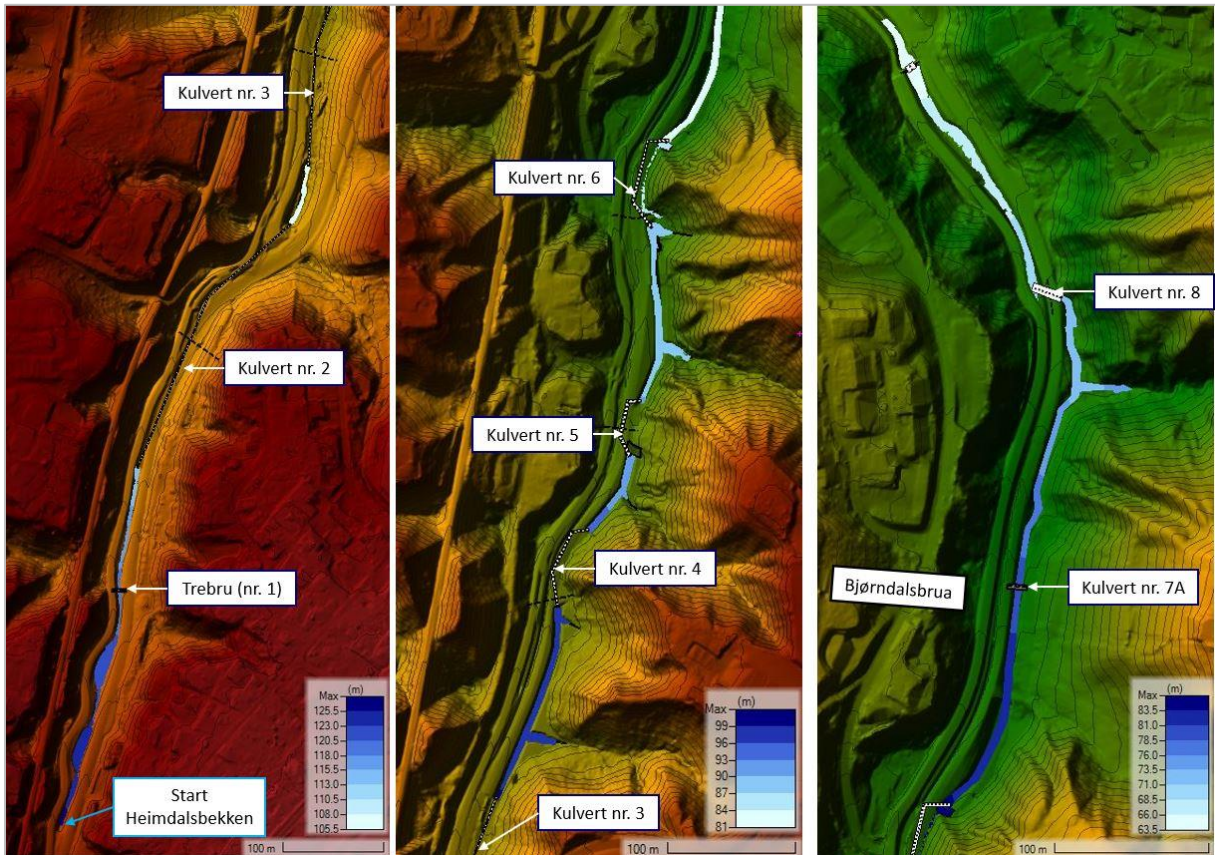 Kulvert nr. 3
Kulvert nr. 2
Trebru (nr. 1)
Start
Heimdalsbekken
Max (m)
125.5
123.0
120.5
118.0
115.5
113.0
110.5
108.0
105.5
100 m
Kulvert nr. 6
Kulvert nr. 5
Kulvert nr. 4
Kulvert nr. 3
Max (m)
99
96
93
90
87
84
81
100 m
Kulvert nr. 8
Kulvert nr. 7A
Bjørndalsbrua
Max (m)
83.5
81.0
78.5
76.0
73.5
71.0
68.5
66.0
63.5
100 m